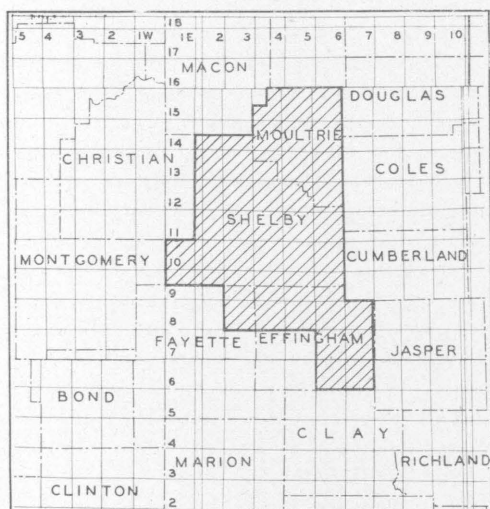 18
5 4 3 2 1W 1E 2 3 4 5 6 7 8 9 10
17
MACON
16
DOUGLAS
15
MOULTRIE
14
CHRISTIAN
COLES
13
12
SHELBY
11
MONTGOMERY
CUMBERLAND
10
9
8
FAYETTE EFFINGHAM
JASPER
7
6
BOND
5
CLAY
4
MARION
RICHLAND
3
CLINTON
2